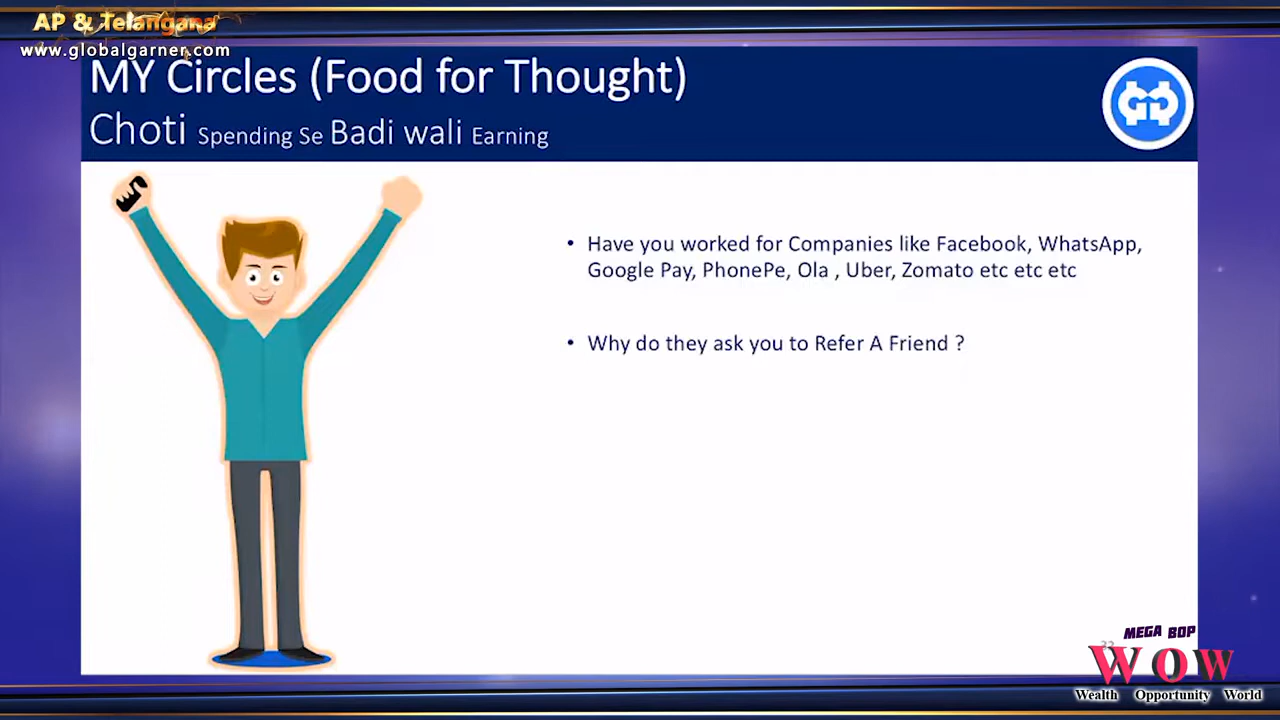 AP & Telangana
www.globalgarner.com
MY Circles (Food for Thought)
Choti Spending Se Badi wali Earning
GG
• Have you worked for Companies like Facebook, WhatsApp,
Google Pay, PhonePe, Ola , Uber, Zomato etc etc etc
• Why do they ask you to Refer A Friend ?
MEGA BOP
WOW
Wealth Opportunity World